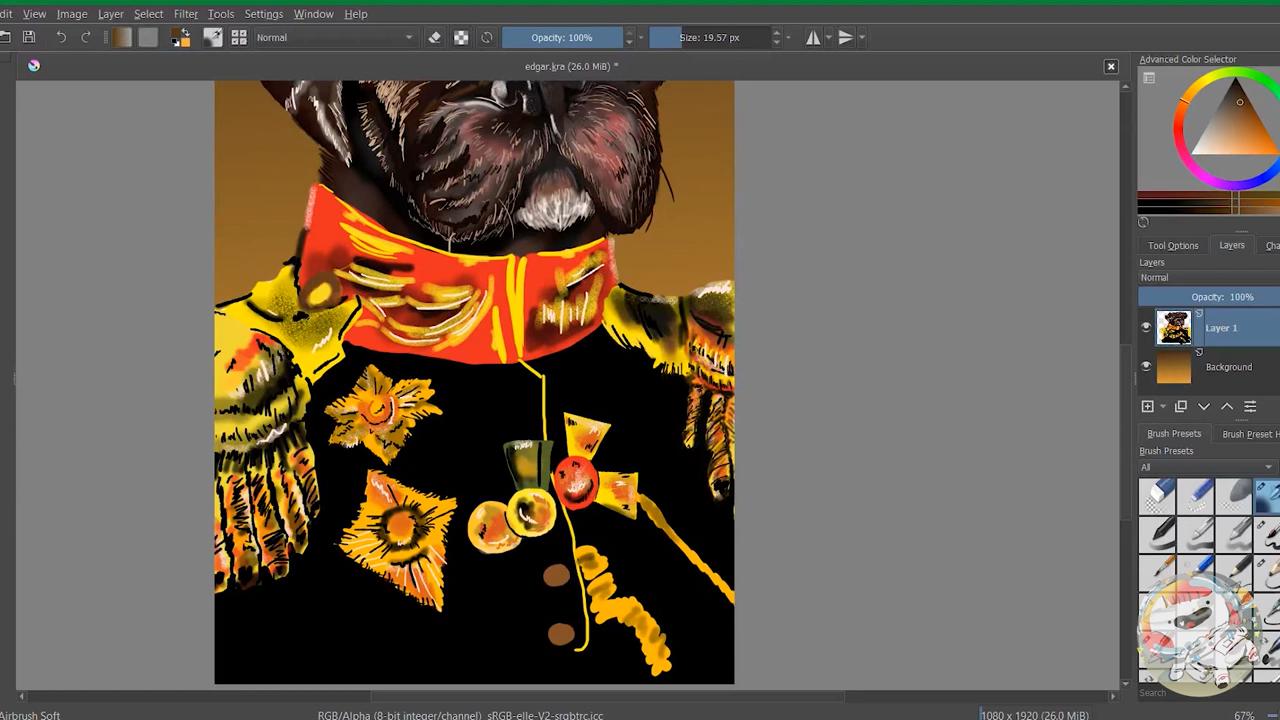 dit View Image Layer Select Filter Tools Settings Window Help
Normal Opacity: 100% Size: 19.57 px
edgar.kra (26.0 MiB) *
Advanced Color Selector
Tool Options Layers Cha
Layers
Normal
Opacity: 100%
Layer 1
Background
Brush Presets Brush Preset H
Brush Presets
All
Search
Airbrush Soft RGB/Alpha (8-bit integer/channel) sRGB-elle-V2-srgbtrc.icc 1080 x 1920 (26.0 MiB) 67%